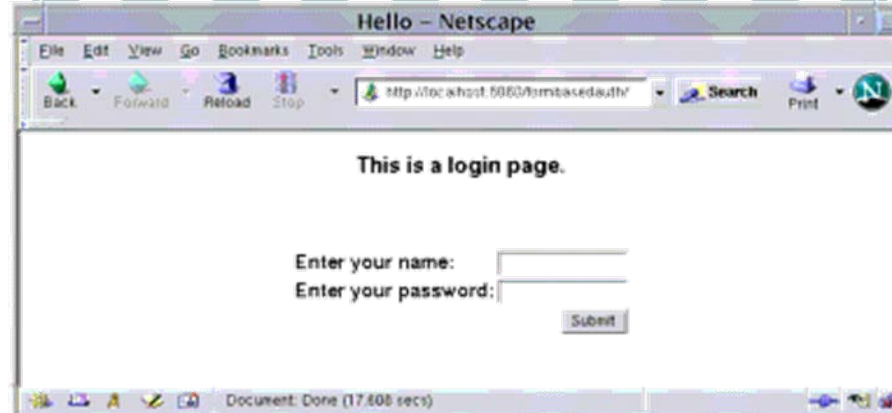 Hello - Netscape
File Edit View Go Bookmarks Tools Window Help
Back Forward Reload Stop http://localhost:8080/formbasedauth/ Search Print N
This is a login page.
Enter your name:
Enter your password:
Submit
Document: Done (17.608 secs)